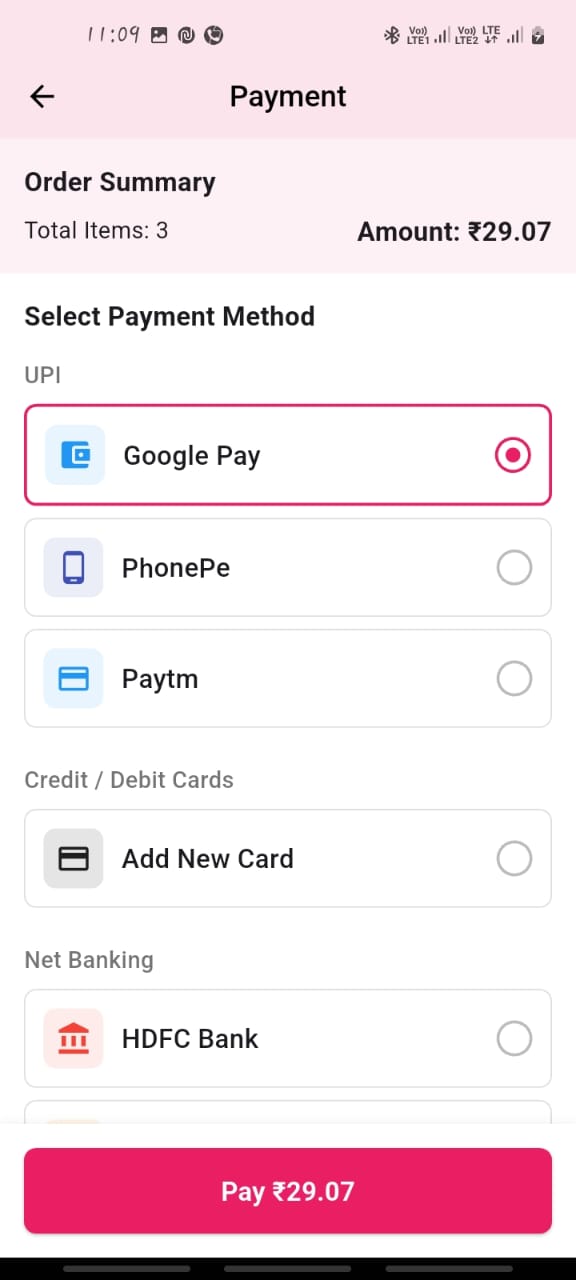 11:09
Vo)) LTE1 Vo)) LTE2 LTE
Payment
Order Summary
Total Items: 3 Amount: ₹29.07
Select Payment Method
UPI
Google Pay
PhonePe
Paytm
Credit / Debit Cards
Add New Card
Net Banking
HDFC Bank
Pay ₹29.07